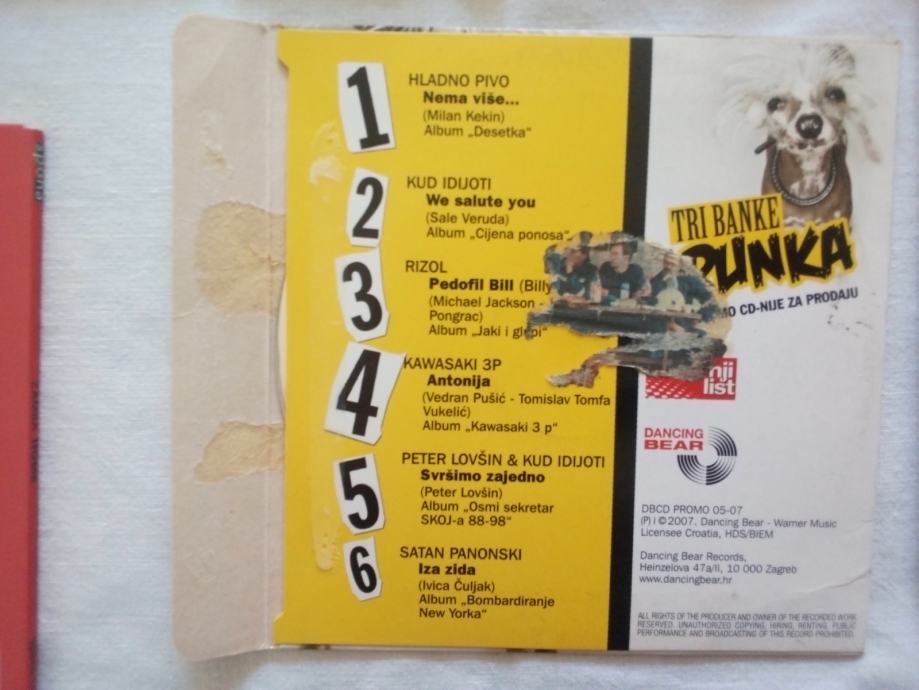 1
HLADNO PIVO
Nema više...
(Milan Kekin)
Album „Desetka“
2
KUD IDIJOTI
We salute you
(Sale Veruda)
Album „Cijena ponosa“
3
RIZOL
Pedofil Bill (Billy
(Michael Jackson -
Pongrac)
Album „Jaki i glupi“
4
KAWASAKI 3P
Antonija
(Vedran Pušić - Tomislav Tomfa
Vukelić)
Album „Kawasaki 3 p“
5
PETER LOVŠIN & KUD IDIJOTI
Svršimo zajedno
(Peter Lovšin)
Album „Osmi sekretar
SKOJ-a 88-98“
6
SATAN PANONSKI
Iza zida
(Ivica Čuljak)
Album „Bombardiranje
New Yorka“
TRI BANKE
PUNKA
CD-NIJE ZA PRODAJU
list
DANCING
BEAR
DBCD PROMO 05-07
(P) i © 2007. Dancing Bear - Warner Music
Licensee Croatia, HDS/BIEM
Dancing Bear Records,
Heinzelova 47a/II, 10 000 Zagreb
www.dancingbear.hr
ALL RIGHTS OF THE PRODUCER AND OWNER OF THE RECORDED WORK
RESERVED. UNAUTHORIZED COPYING, HIRING, RENTING, PUBLIC
PERFORMANCE AND BROADCASTING OF THIS RECORD PROHIBITED.